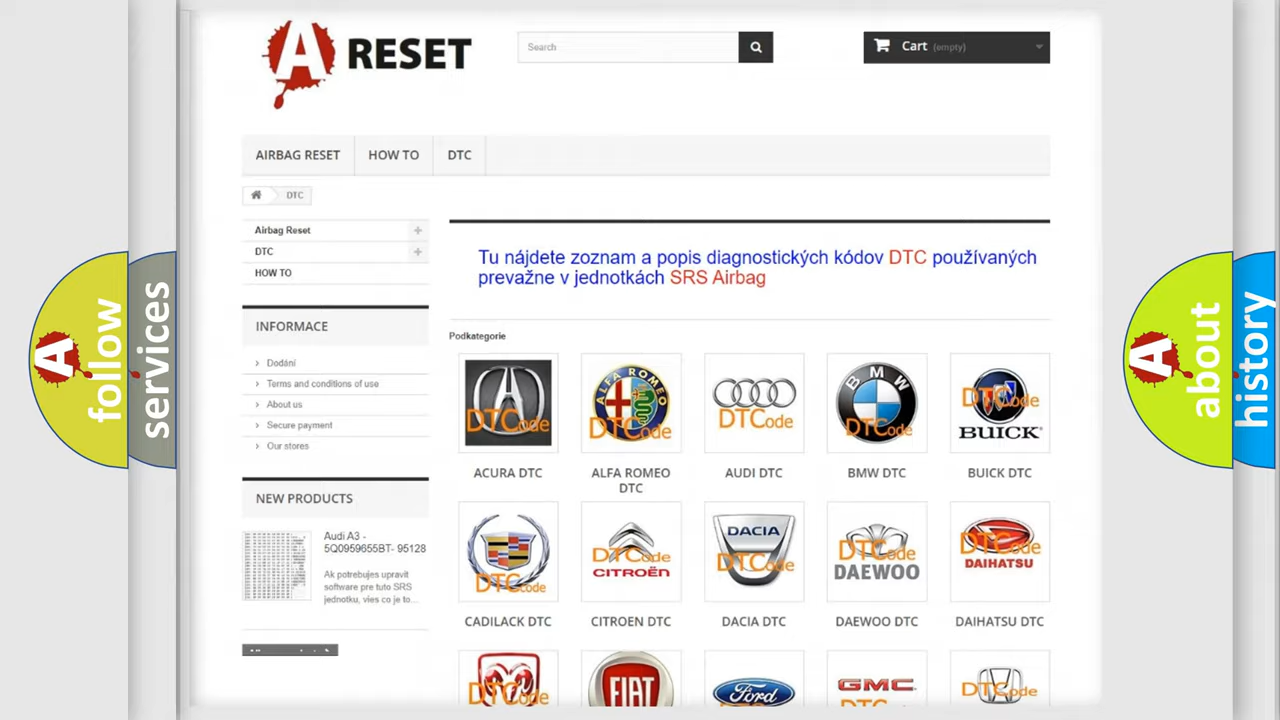 A RESET
Search
Cart (empty)
AIRBAG RESET
HOW TO
DTC
DTC
Airbag Reset
DTC
HOW TO
INFORMACE
Dodání
Terms and conditions of use
About us
Secure payment
Our stores
NEW PRODUCTS
Audi A3 -
5Q0959655BT- 95128
Ak potrebujes upravit
software pre tuto SRS
jednotku, vies co je to...
Tu nájdete zoznam a popis diagnostických kódov DTC používaných
prevažne v jednotkách SRS Airbag
Podkategorie
DTCode
ALFA ROMEO
DTCode
DTCode
BMW
DTCode
DTCode
BUICK
ACURA DTC
ALFA ROMEO
DTC
AUDI DTC
BMW DTC
BUICK DTC
DTCode
DTCode
CITROËN
DACIA
DTCode
DTCode
DAEWOO
DTCode
DAIHATSU
CADILACK DTC
CITROEN DTC
DACIA DTC
DAEWOO DTC
DAIHATSU DTC
DTCode
FIAT
Ford
GMC
DTCode
A follow
services
A about
history